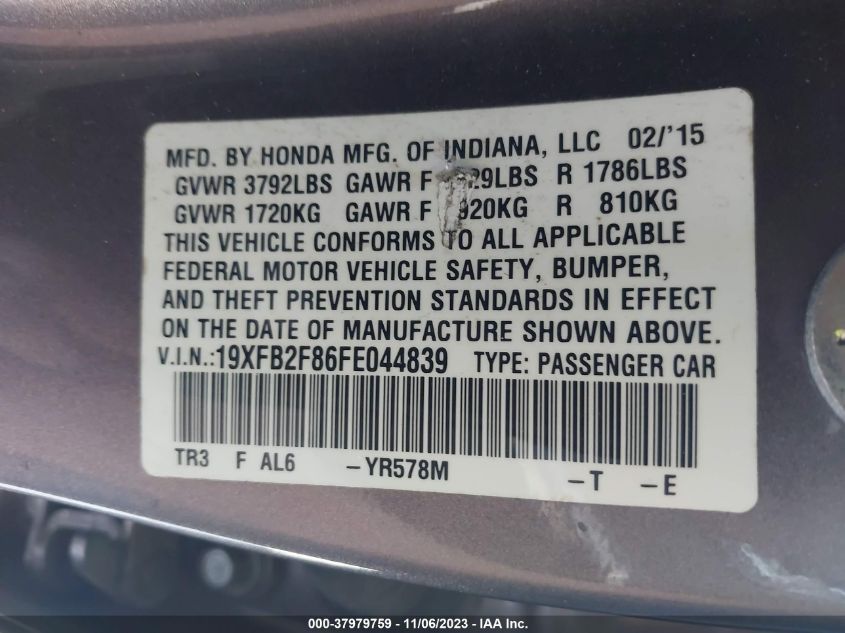 MFD. BY HONDA MFG. OF INDIANA, LLC 02/'15
GVWR 3792LBS GAWR F 29LBS R 1786LBS
GVWR 1720KG GAWR F 920KG R 810KG
THIS VEHICLE CONFORMS TO ALL APPLICABLE
FEDERAL MOTOR VEHICLE SAFETY, BUMPER,
AND THEFT PREVENTION STANDARDS IN EFFECT
ON THE DATE OF MANUFACTURE SHOWN ABOVE.
V.I.N.:19XFB2F86FE044839 TYPE: PASSENGER CAR
TR3 F AL6 –YR578M –T –E
000-37979759 - 11/06/2023 - IAA Inc.